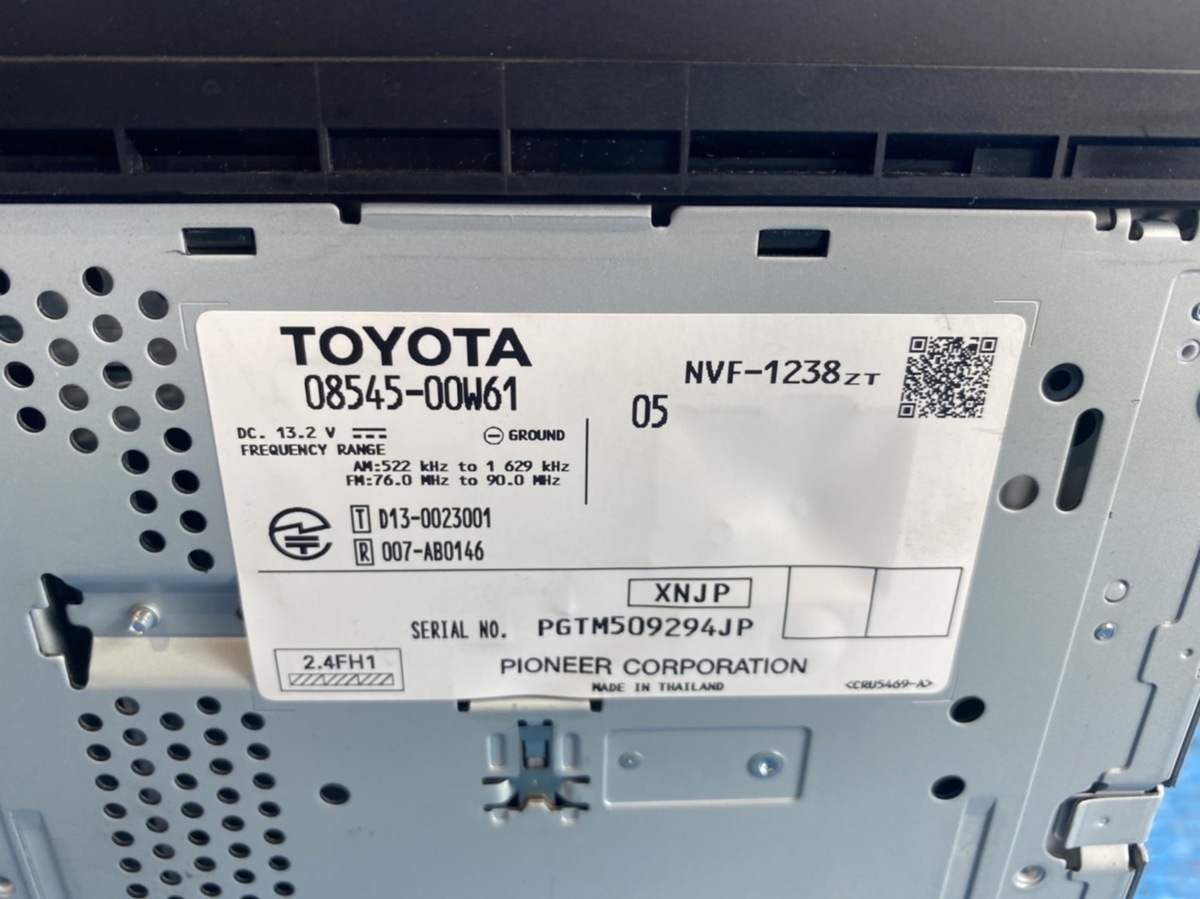 TOYOTA
08545-00W61
NVF-1238ZT
05
DC. 13.2 V
GROUND
FREQUENCY RANGE
AM:522 kHz to 1 629 kHz
FM:76.0 MHz to 90.0 MHz
T D13-0023001
R 007-AB0146
XNJP
SERIAL NO. PGTM509294JP
2.4FH1
PIONEER CORPORATION
MADE IN THAILAND
<CRU5469-A>